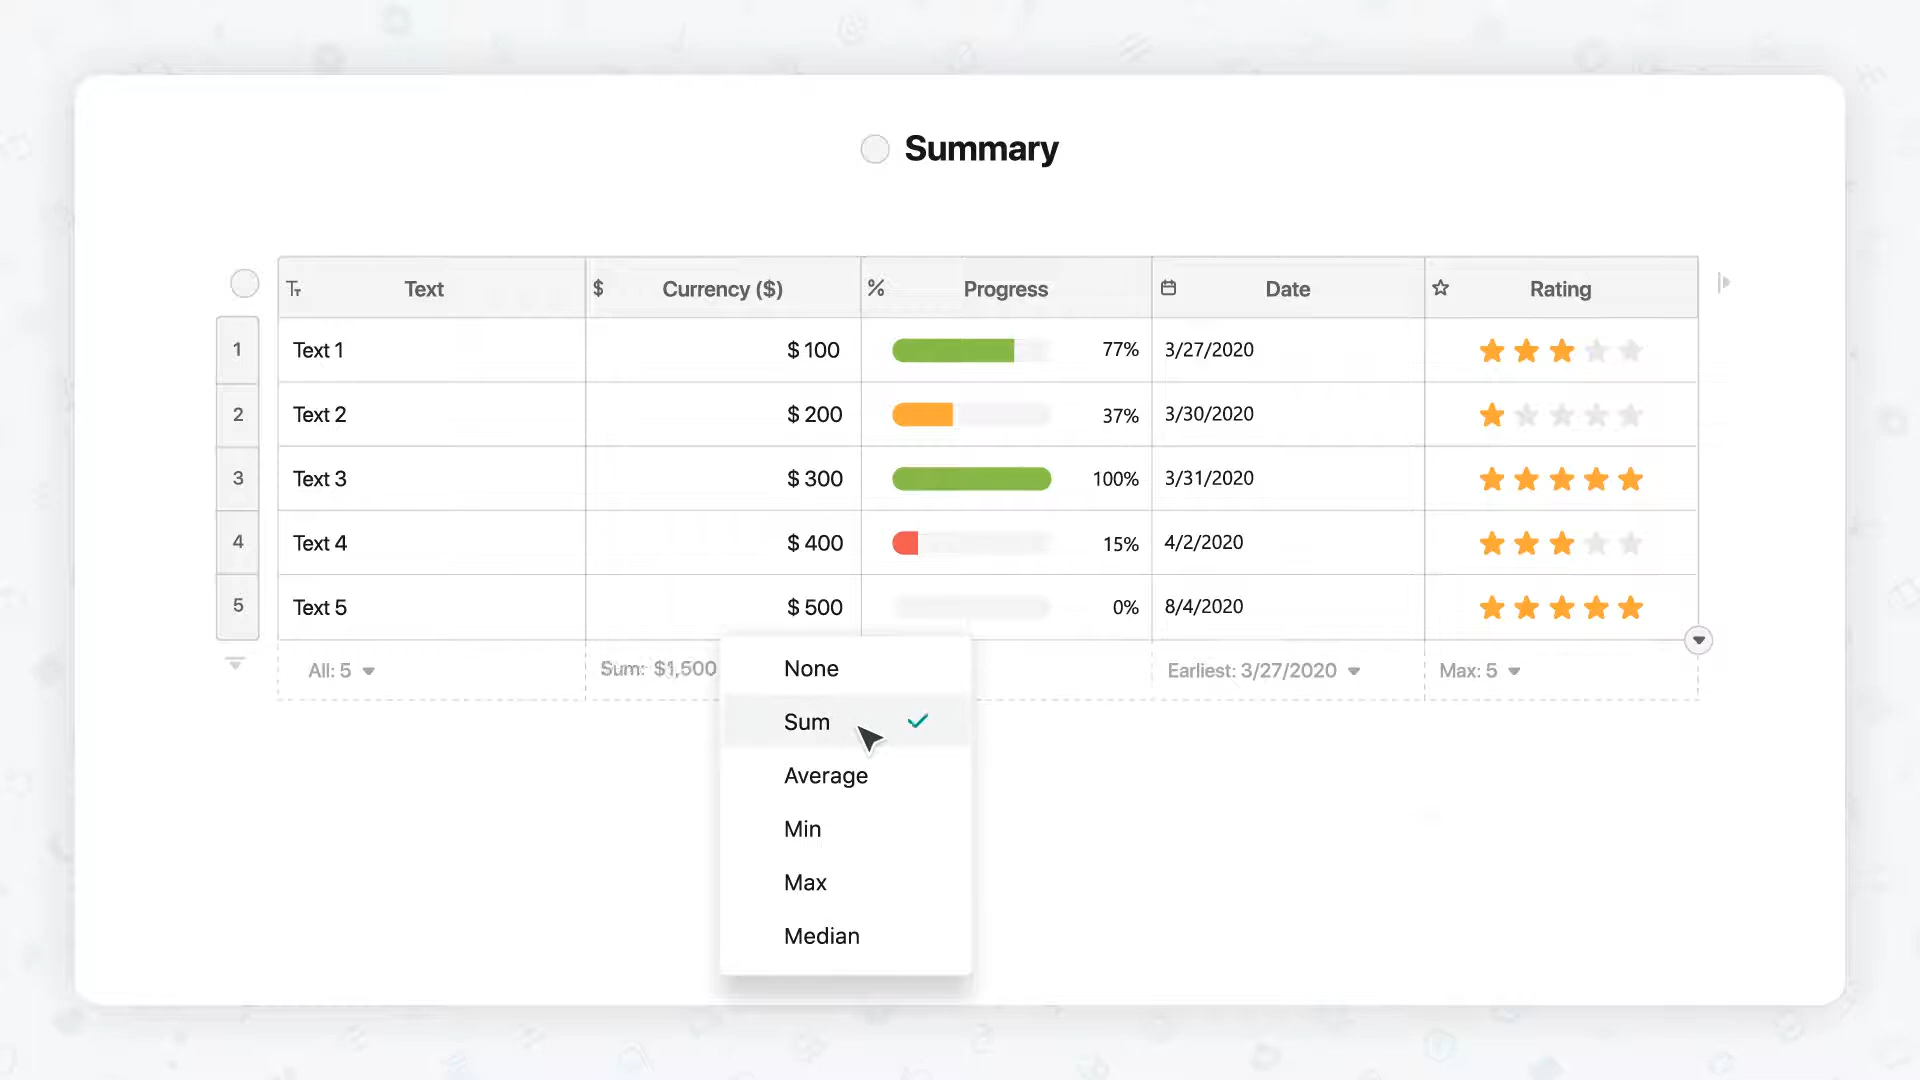 Summary
Text $ Currency ($) % Progress Date Rating
1 Text 1 $ 100 77% 3/27/2020
2 Text 2 $ 200 37% 3/30/2020
3 Text 3 $ 300 100% 3/31/2020
4 Text 4 $ 400 15% 4/2/2020
5 Text 5 $ 500 0% 8/4/2020
All: 5 Sum: $1,500 Earliest: 3/27/2020 Max: 5
None
Sum
Average
Min
Max
Median